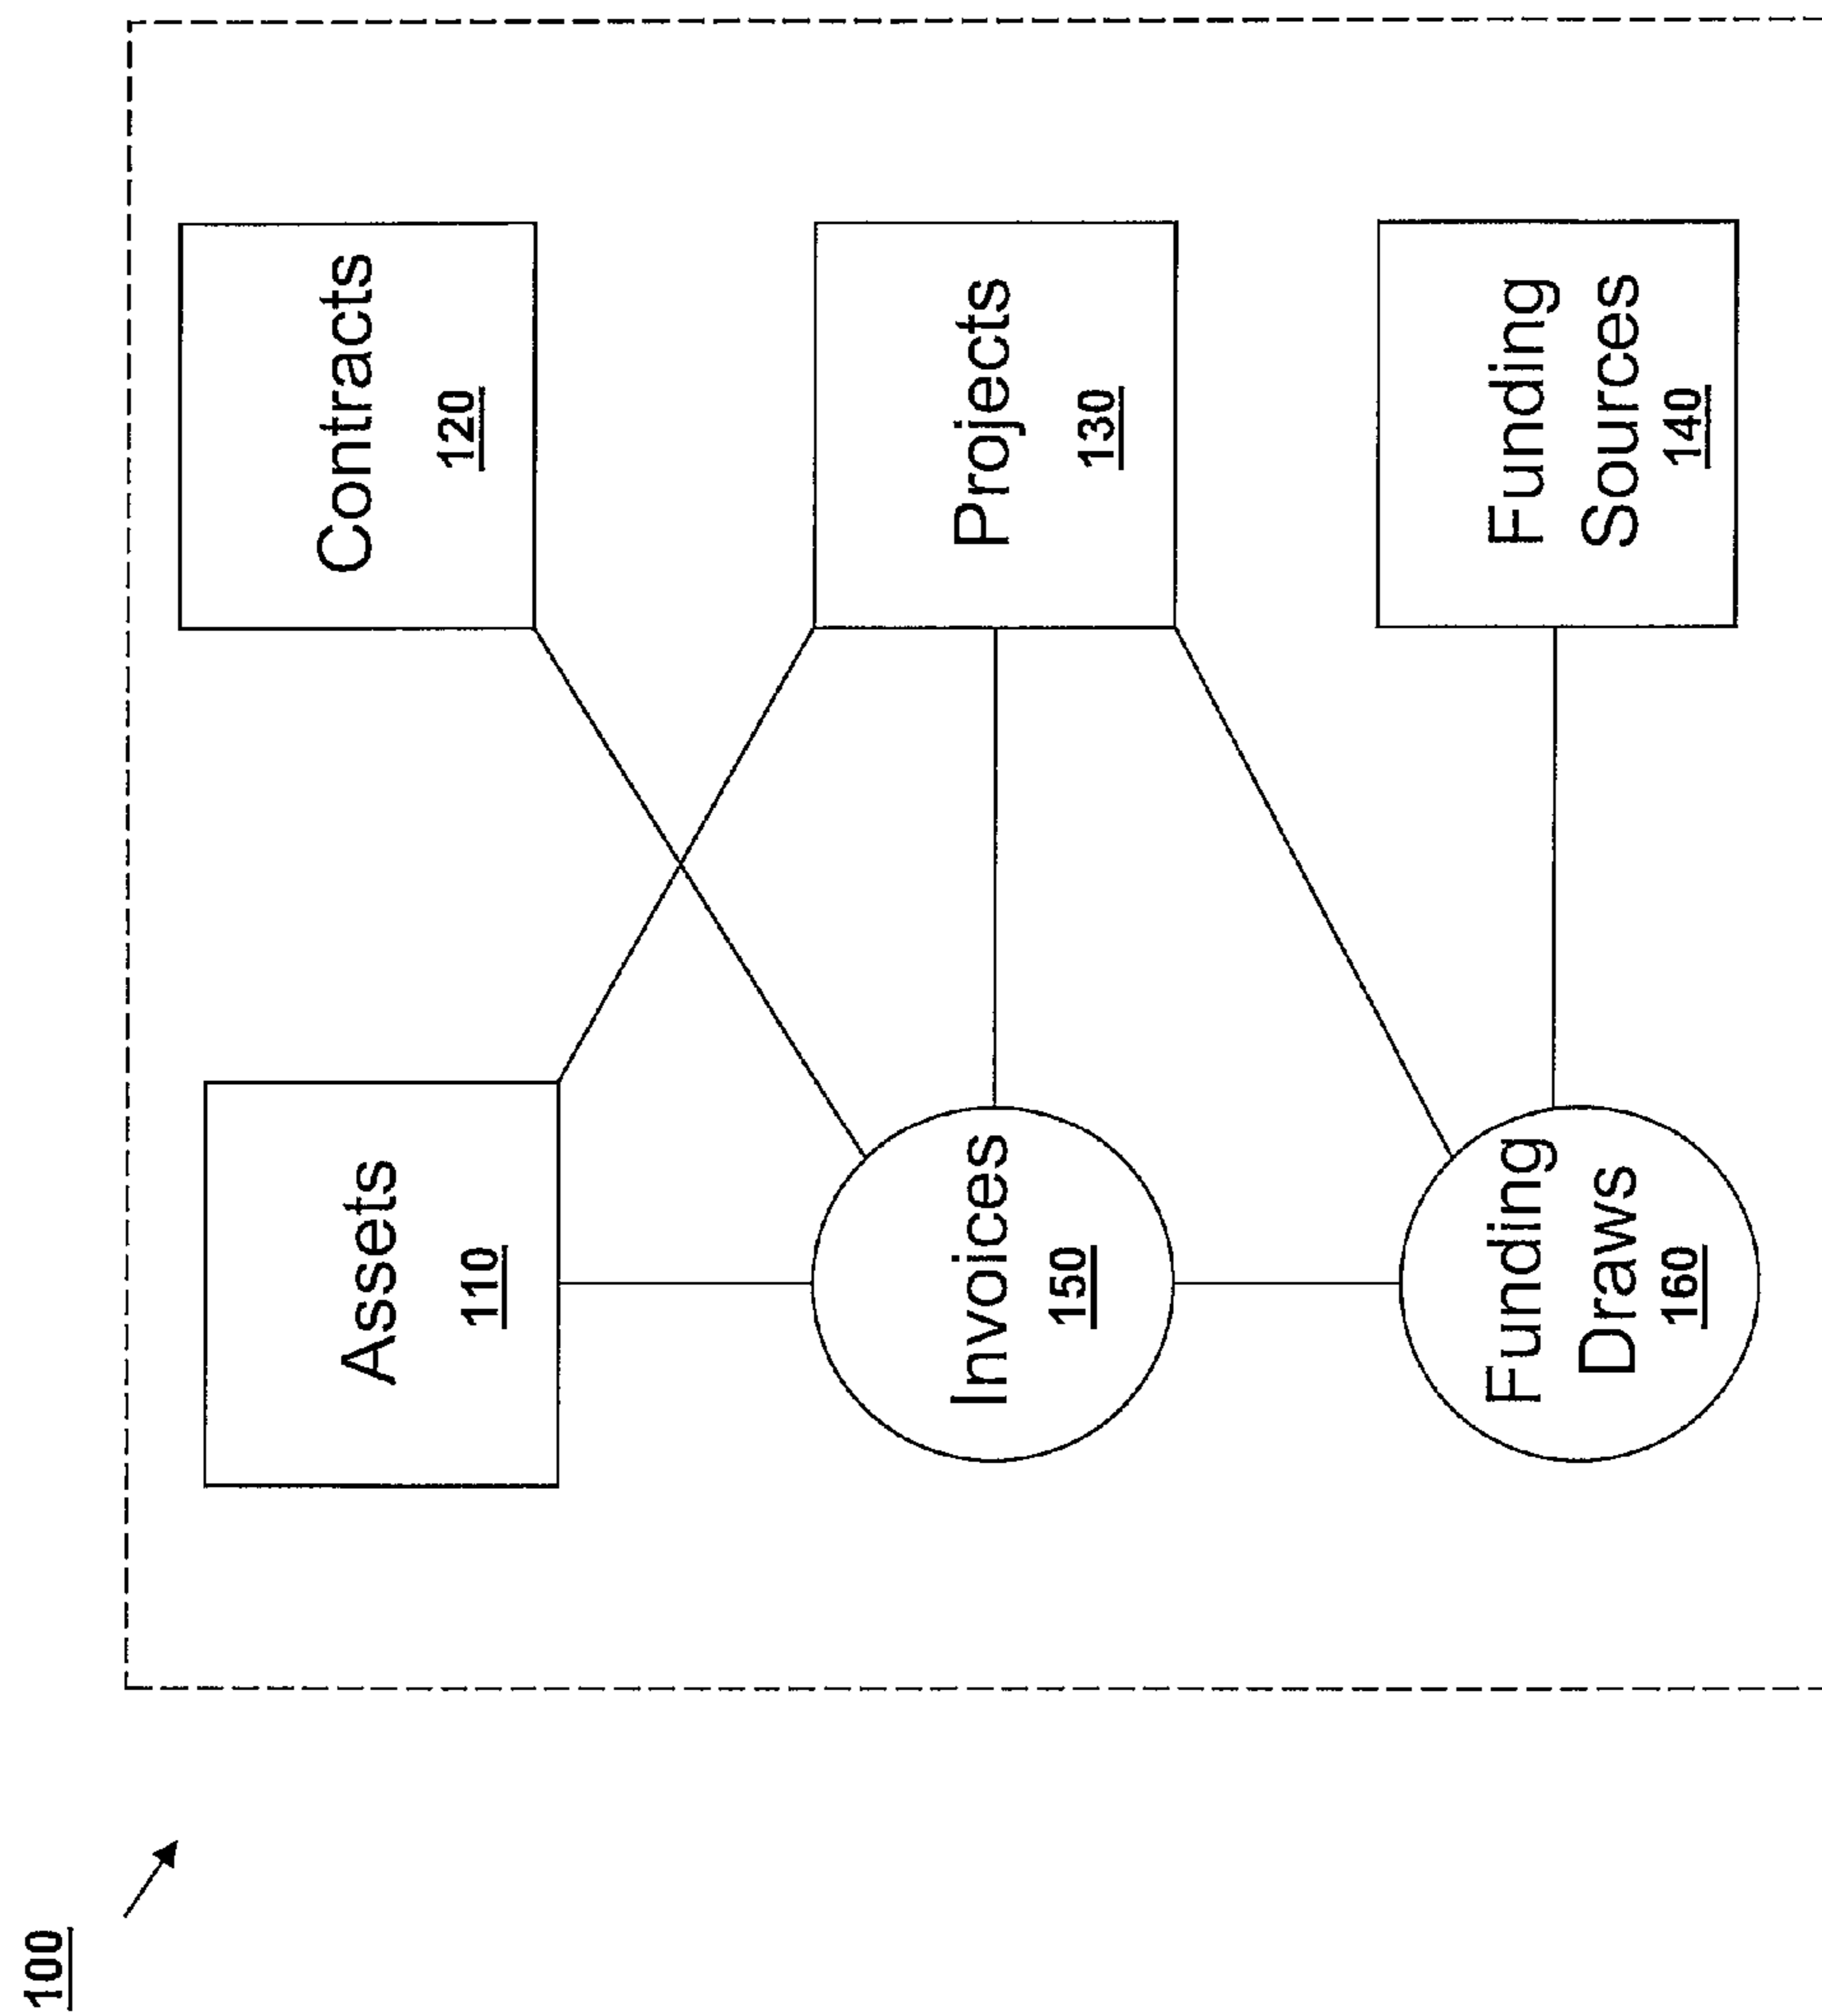 100
Assets
110
Contracts
120
Invoices
150
Projects
130
Funding
Draws
160
Funding
Sources
140